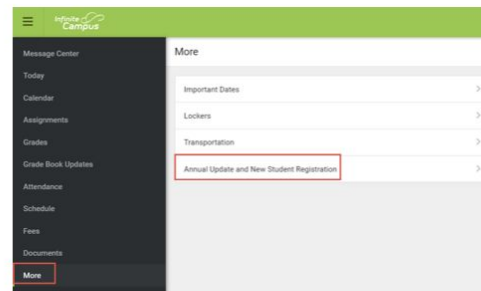 Infinite
Campus
Message Center
Today
Calendar
Assignments
Grades
Grade Book Updates
Attendance
Schedule
Fees
Documents
More
More
Important Dates
Lockers
Transportation
Annual Update and New Student Registration